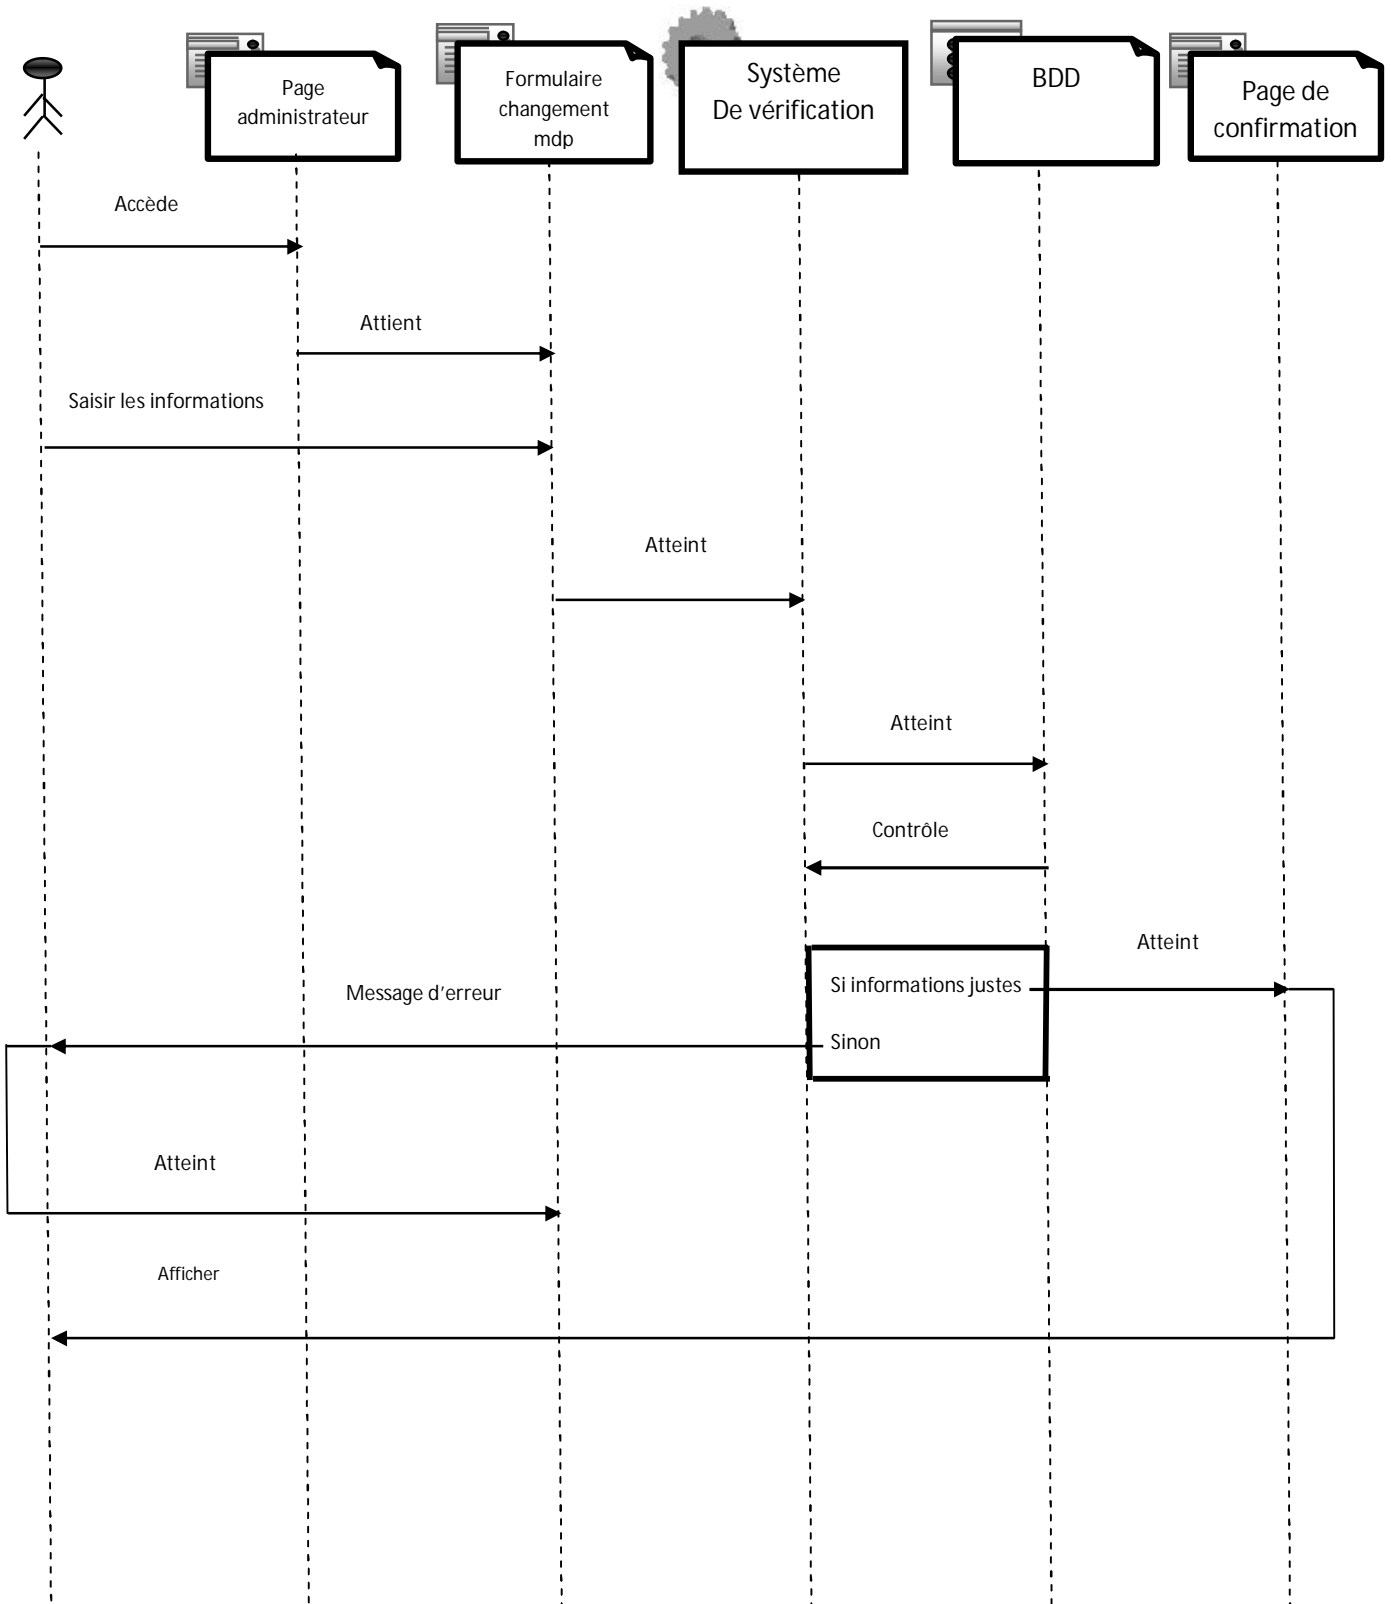 Page
administrateur
Formulaire
changement
mdp
Système
De vérification
BDD
Page de
confirmation
Accède
Attient
Saisir les informations
Atteint
Atteint
Contrôle
Atteint
Si informations justes
Message d'erreur
Sinon
Atteint
Afficher